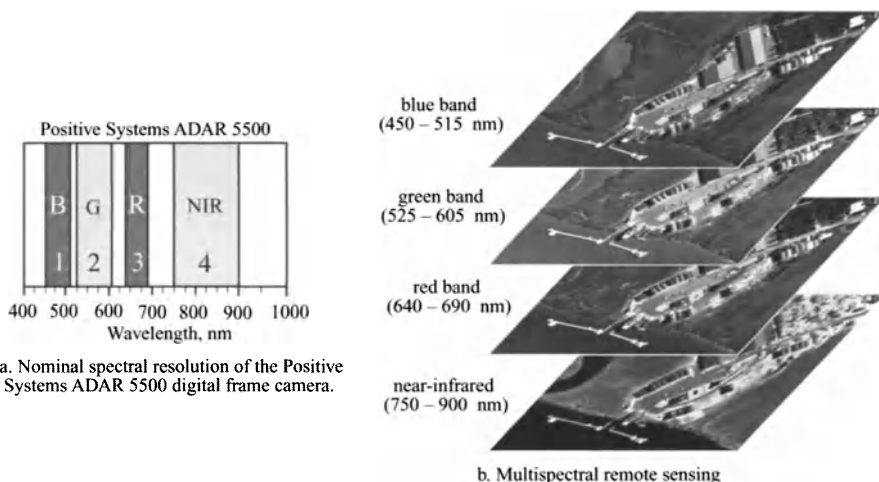 Positive Systems ADAR 5500
B
G
R
NIR
1
2
3
4
400 500 600 700 800 900 1000
Wavelength, nm
a. Nominal spectral resolution of the Positive
Systems ADAR 5500 digital frame camera.
blue band
(450 – 515 nm)
green band
(525 – 605 nm)
red band
(640 – 690 nm)
near-infrared
(750 – 900 nm)
b. Multispectral remote sensing